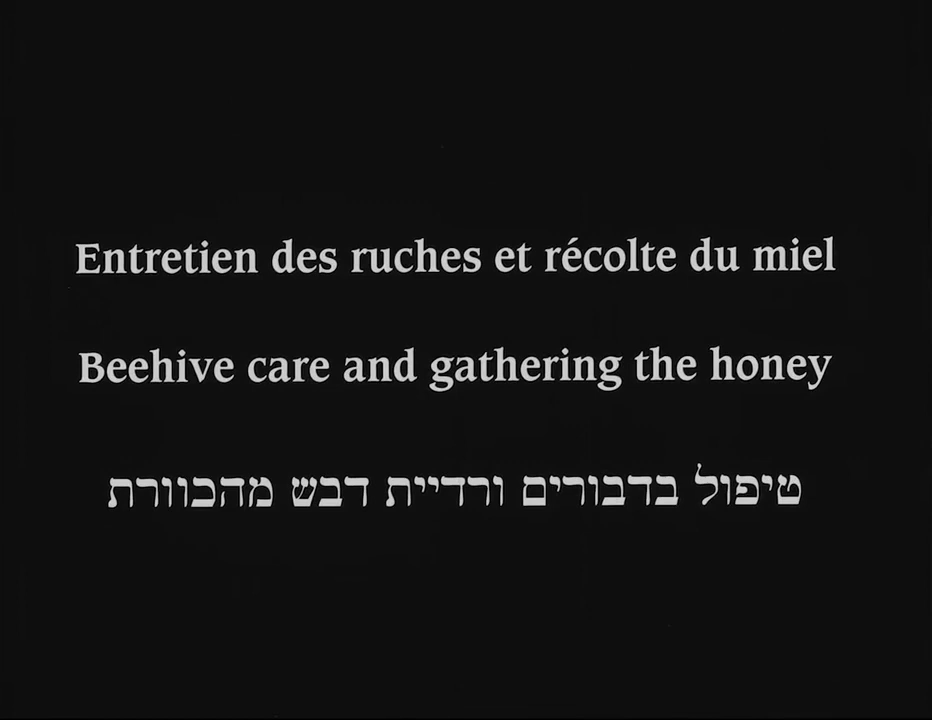 Entretien des ruches et récolte du miel
Beehive care and gathering the honey
טיפול בדבורים ורדיית דבש מהכוורת